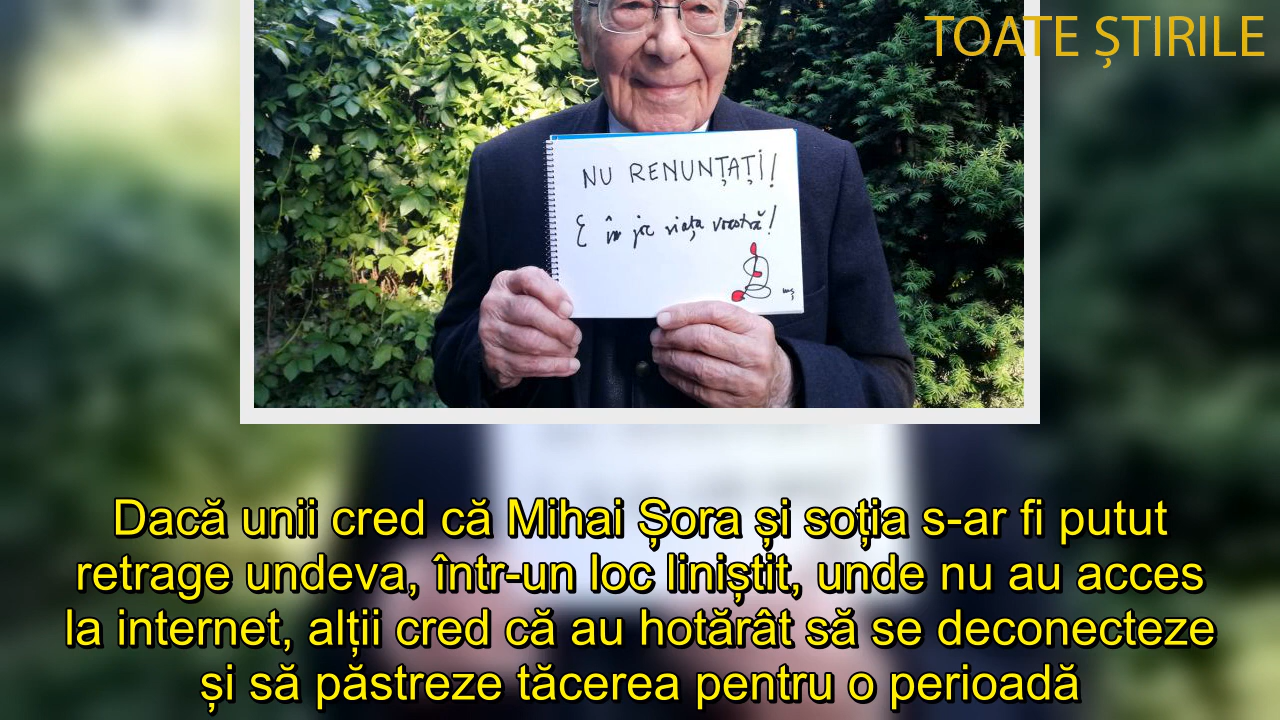 TOATE ȘTIRILE
NU RENUNȚAȚI!
E în joc viața voastră!
mș
Dacă unii cred că Mihai Șora și soția s-ar fi putut
retrage undeva, într-un loc liniștit, unde nu au acces
la internet, alții cred că au hotărât să se deconecteze
și să păstreze tăcerea pentru o perioadă